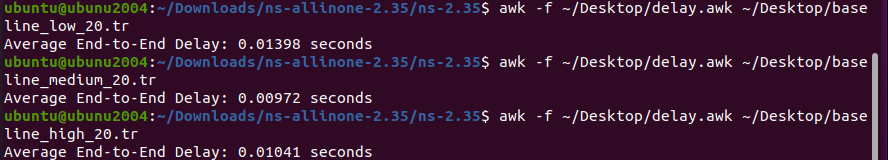 ubuntu@ubunu2004:~/Downloads/ns-allinone-2.35/ns-2.35$ awk -f ~/Desktop/delay.awk ~/Desktop/base
line_low_20.tr
Average End-to-End Delay: 0.01398 seconds
ubuntu@ubunu2004:~/Downloads/ns-allinone-2.35/ns-2.35$ awk -f ~/Desktop/delay.awk ~/Desktop/base
line_medium_20.tr
Average End-to-End Delay: 0.00972 seconds
ubuntu@ubunu2004:~/Downloads/ns-allinone-2.35/ns-2.35$ awk -f ~/Desktop/delay.awk ~/Desktop/base
line_high_20.tr
Average End-to-End Delay: 0.01041 seconds